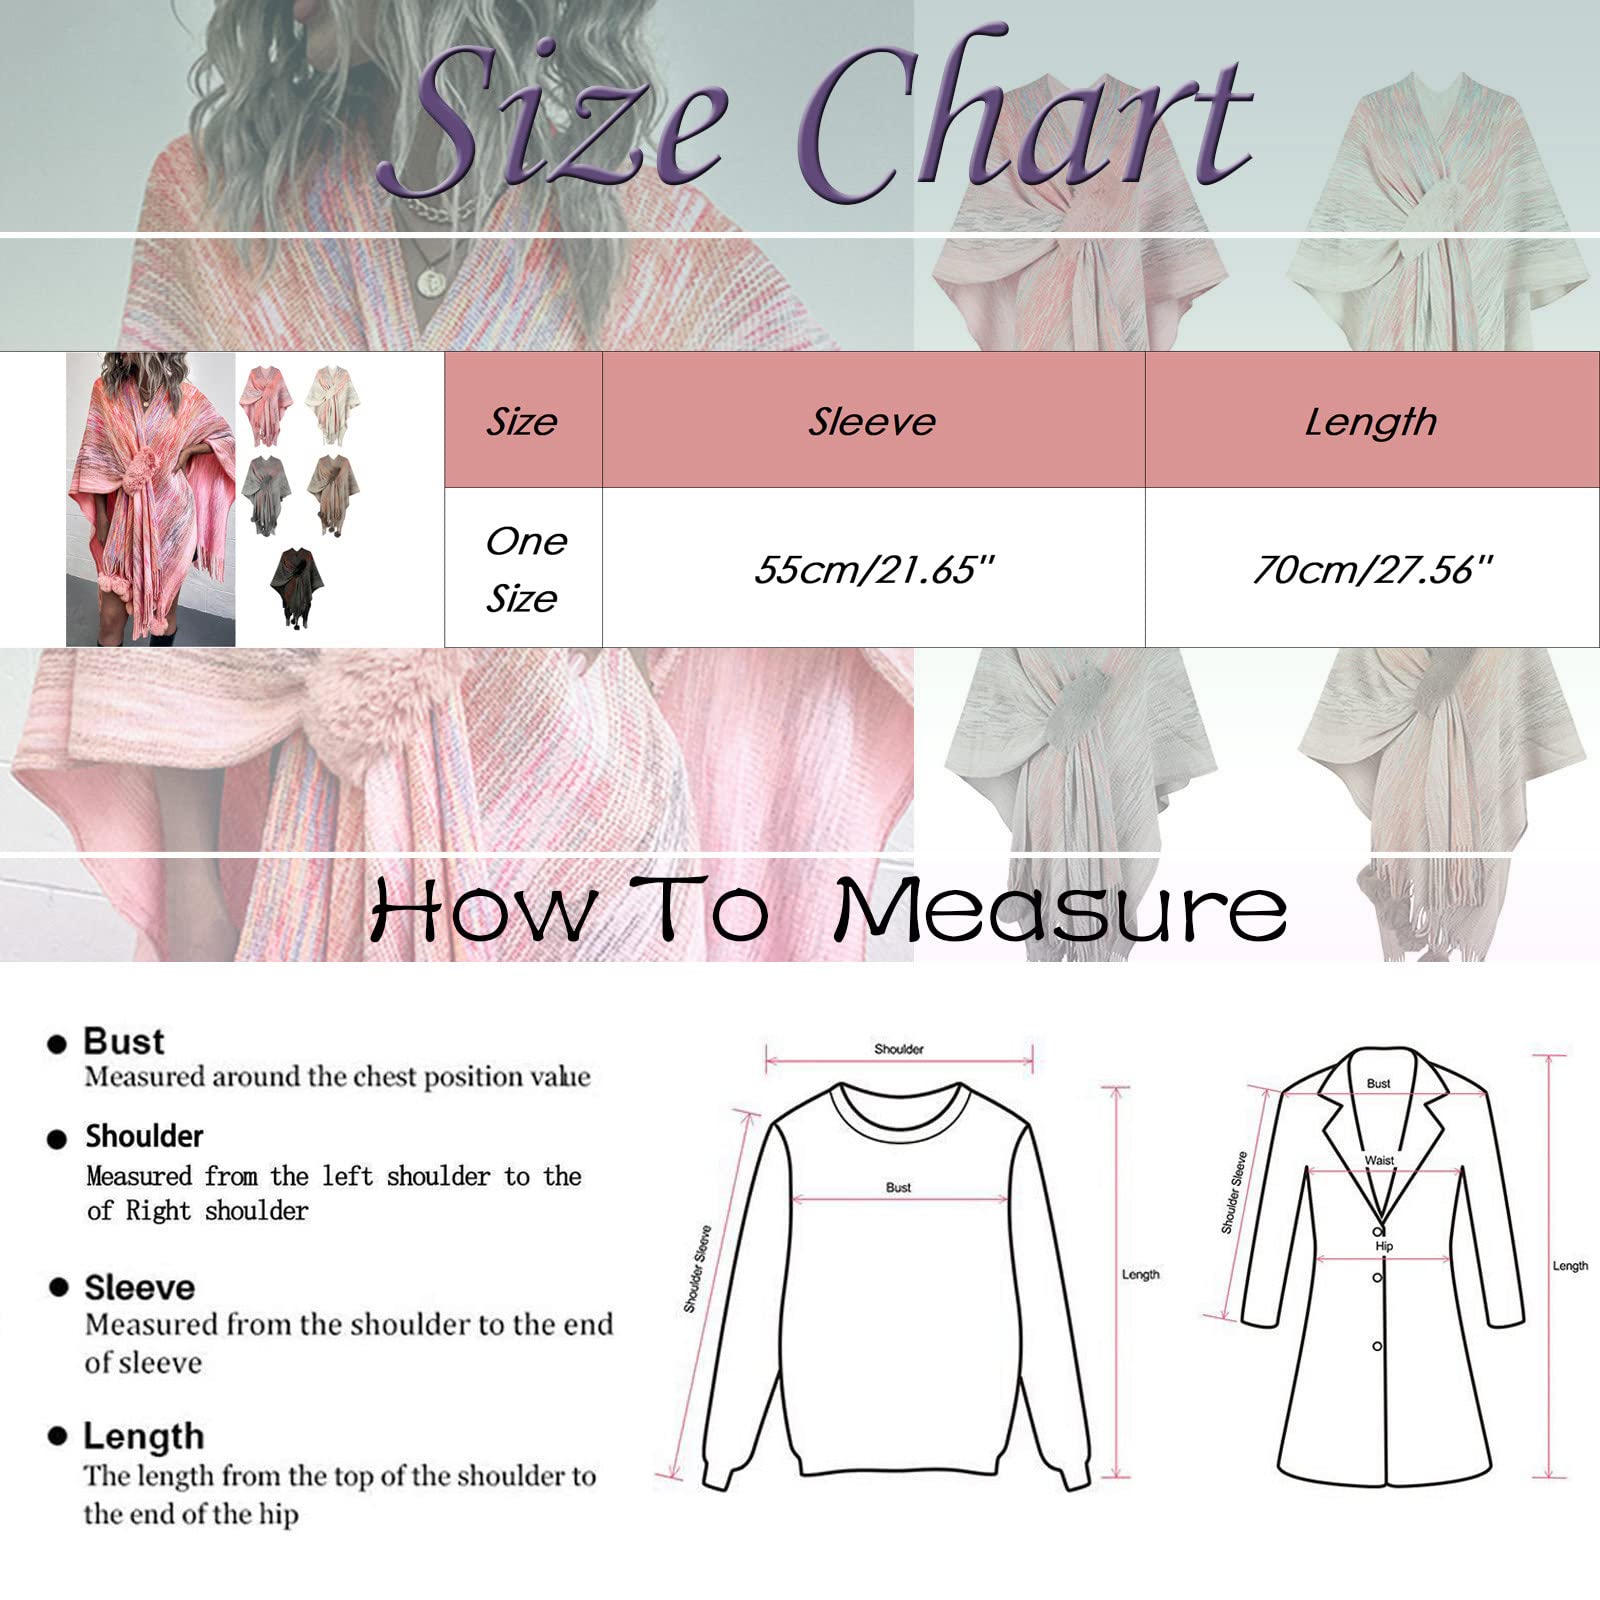 Size Chart
Size Sleeve Length
One
Size
55cm/21.65" 70cm/27.56"
How To Measure
Bust
Measured around the chest position value
Shoulder
Measured from the left shoulder to the
of Right shoulder
Sleeve
Measured from the shoulder to the end
of sleeve
Length
The length from the top of the shoulder to
the end of the hip
Shoulder
Bust
Shoulder Sleeve
Length
Bust
Waist
Hip
Shoulder Sleeve
Length